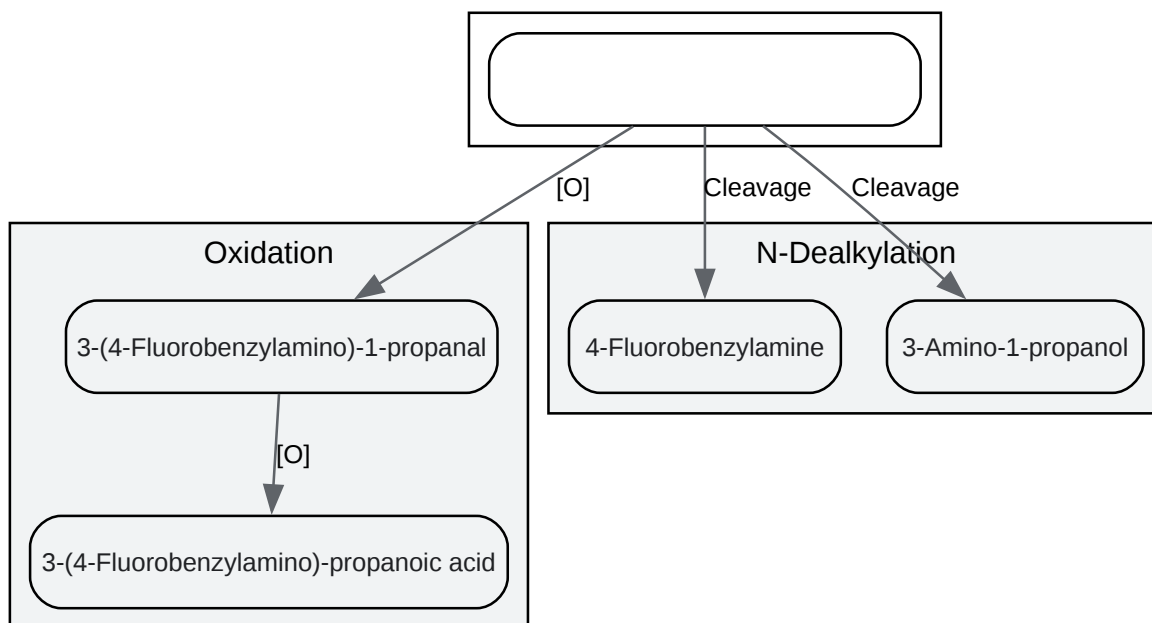 [O]
Cleavage
Cleavage
Oxidation
N-Dealkylation
3-(4-Fluorobenzylamino)-1-propanal
4-Fluorobenzylamine
3-Amino-1-propanol
[O]
3-(4-Fluorobenzylamino)-propanoic acid